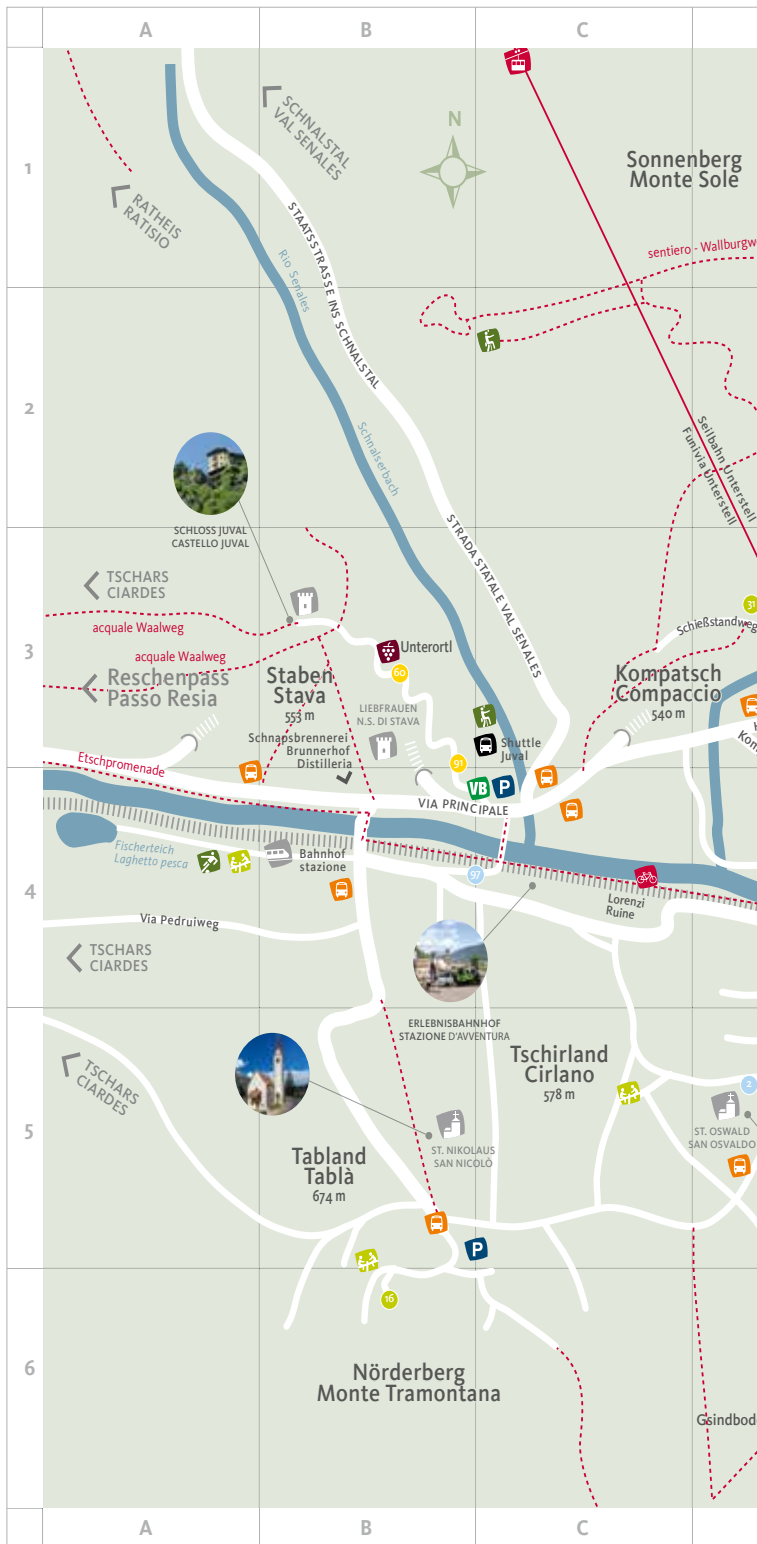 A
B
C
SCHNALSTAL
VAL SENALES
N
1
Sonnenberg
Monte Sole
RATHEIS
RATISIO
STAATSSTRASSE INS SCHNALSTAL
Rio Senales
sentiero - Wallburgwe
2
Schnalserbach
Seilbahn Unterstell
Funivia Unterstell
SCHLOSS JUVAL
CASTELLO JUVAL
STRADA STATALE VAL SENALES
TSCHARS
CIARDES
31
Schießstandweg
acquale Waalweg
3
Unterortl
acquale Waalweg
60
Reschenpass
Passo Resia
Staben
Stava
553 m
Kompatsch
Compaccio
540 m
LIEBFRAUEN
N.S. DI STAVA
Schnapsbrennerei
Brunnerhof
Distilleria
Shuttle
Juval
Etschpromenade
91
VB
P
VIA PRINCIPALE
Fischerteich
Laghetto pesca
Bahnhof
stazione
97
4
Lorenzi
Ruine
Via Pedruiweg
TSCHARS
CIARDES
ERLEBNISBAHNHOF
STAZIONE D'AVVENTURA
TSCHARS
CIARDES
Tschirland
Cirlano
578 m
2
5
ST. OSWALD
SAN OSVALDO
ST. NIKOLAUS
SAN NICOLÒ
Tabland
Tablà
674 m
P
16
6
Nörderberg
Monte Tramontana
Gsindbode
A
B
C